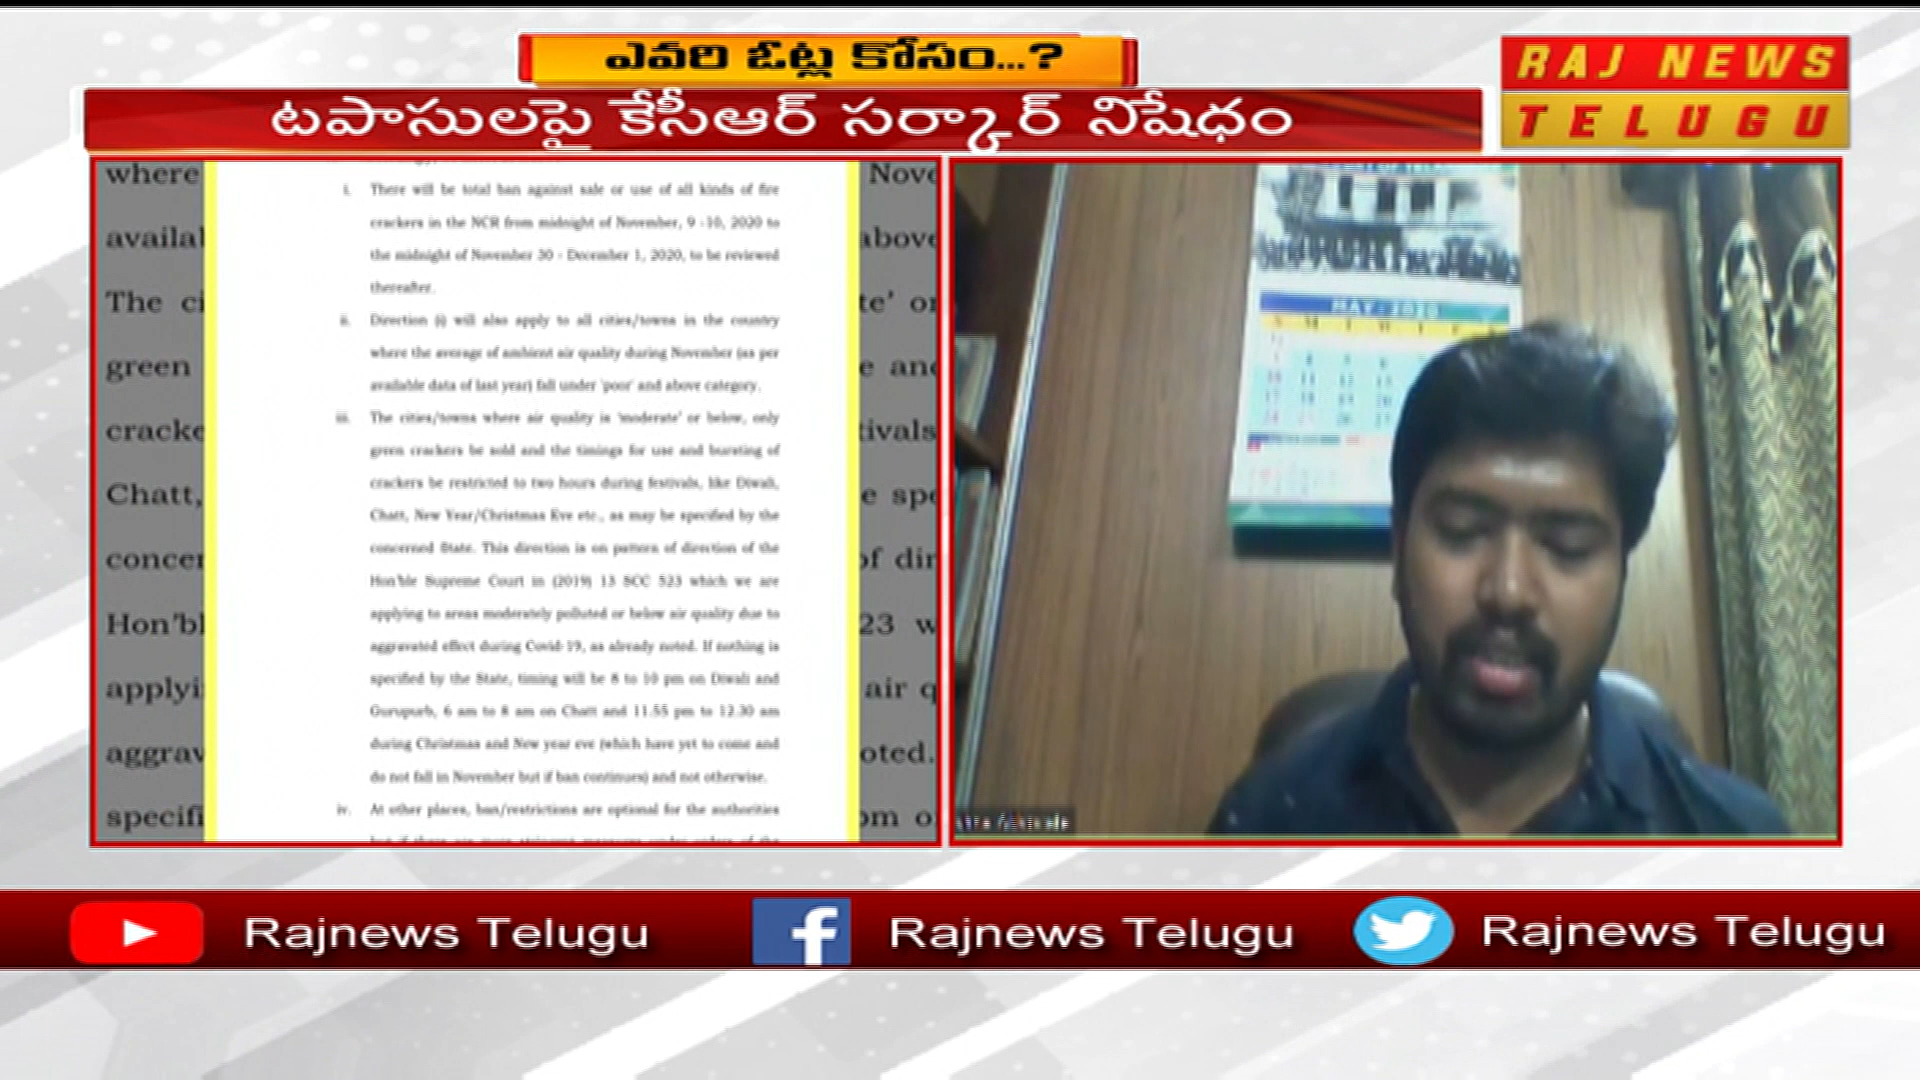 ఎవరి ఓట్ల కోసం...?
RAJ NEWS
TELUGU
టపాసులపై కేసీఆర్ సర్కార్ నిషేధం
i. There will be total ban against sale or use of all kinds of fire
crackers in the NCR from midnight of November, 9 -10, 2020 to
the midnight of November 30 - December 1, 2020, to be reviewed
thereafter.
ii. Direction (i) will also apply to all cities/towns in the country
where the average of ambient air quality during November (as per
available data of last year) fall under 'poor' and above category.
iii. The cities/towns where air quality is 'moderate' or below, only
green crackers be sold and the timings for use and bursting of
crackers be restricted to two hours during festivals, like Diwali,
Chatt, New Year/Christmas Eve etc., as may be specified by the
concerned State. This direction is on pattern of direction of the
Hon'ble Supreme Court in (2019) 13 SCC 523 which we are
applying to areas moderately polluted or below air quality due to
aggravated effect during Covid-19, as already noted. If nothing is
specified by the State, timing will be 8 to 10 pm on Diwali and
Gurupurb, 6 am to 8 am on Chatt and 11.55 pm to 12.30 am
during Christmas and New year eve (which have yet to come and
do not fall in November but if ban continues) and not otherwise.
iv. At other places, ban/restrictions are optional for the authorities
where
Nove
availal
above
The ci
te' or
green
e and
cracke
tivals
Chatt,
e spe
concer
of dir
Hon'bl
23 w
applyi
air q
aggrav
oted.
specifi
om o
MAY - 2020
Rajnews Telugu
Rajnews Telugu
Rajnews Telugu